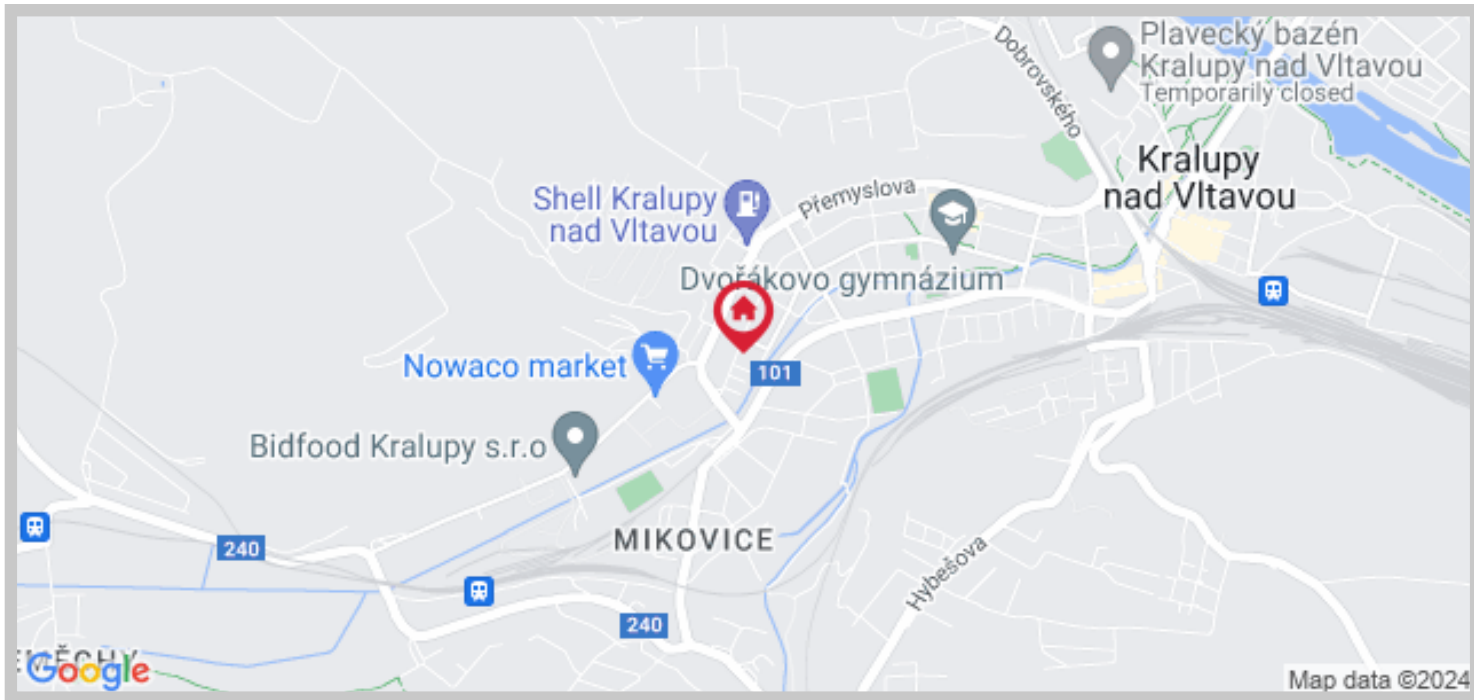 Plavecký bazén
Kralupy nad Vltavou
Temporarily closed
Dobrovského
Kralupy
nad Vltavou
Shell Kralupy
nad Vltavou
Přemyslova
Dvořákovo gymnázium
Nowaco market
101
Bidfood Kralupy s.r.o
MIKOVICE
240
Hybešova
240
Google
Map data ©2024